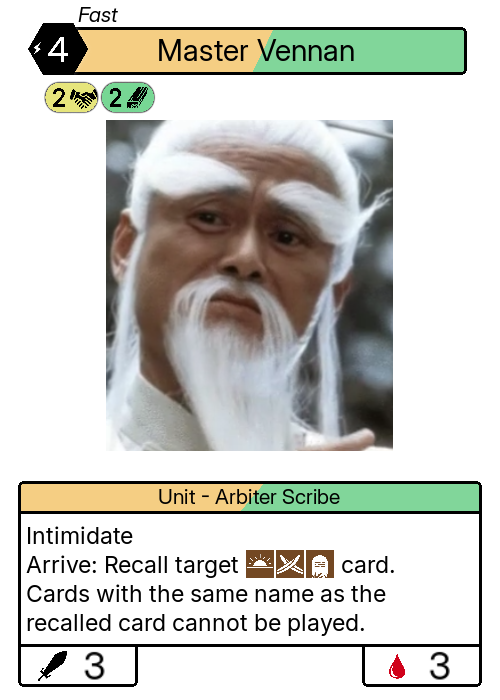 Fast
4
Master Vennan
2 2
Unit - Arbiter Scribe
Intimidate
Arrive: Recall target card.
Cards with the same name as the
recalled card cannot be played.
3
3